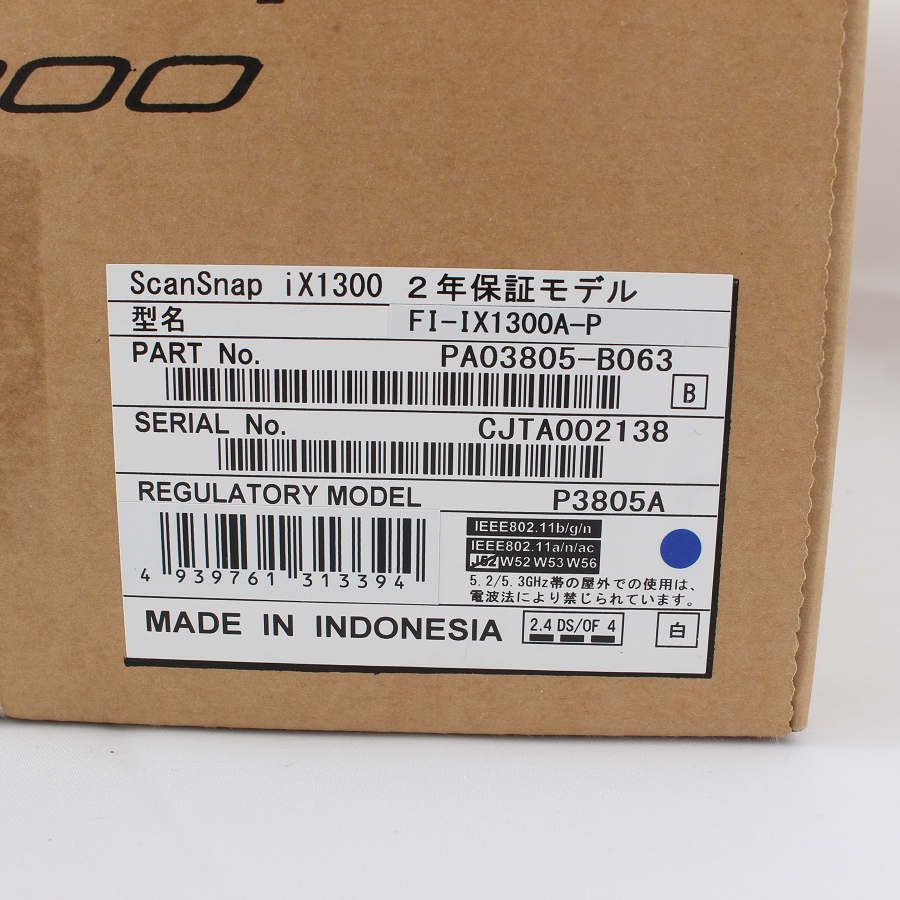 300
ScanSnap iX1300 2年保証モデル
型名 FI-IX1300A-P
PART No. PA03805-B063
B
SERIAL No. CJTA002138
REGULATORY MODEL P3805A
IEEE802.11b/g/n
IEEE802.11a/n/ac
J52 W52 W53 W56
5.2/5.3GHz帯の屋外での使用は、
電波法により禁じられています。
4 939761 313394
MADE IN INDONESIA 2.4 DS/OF 4 白